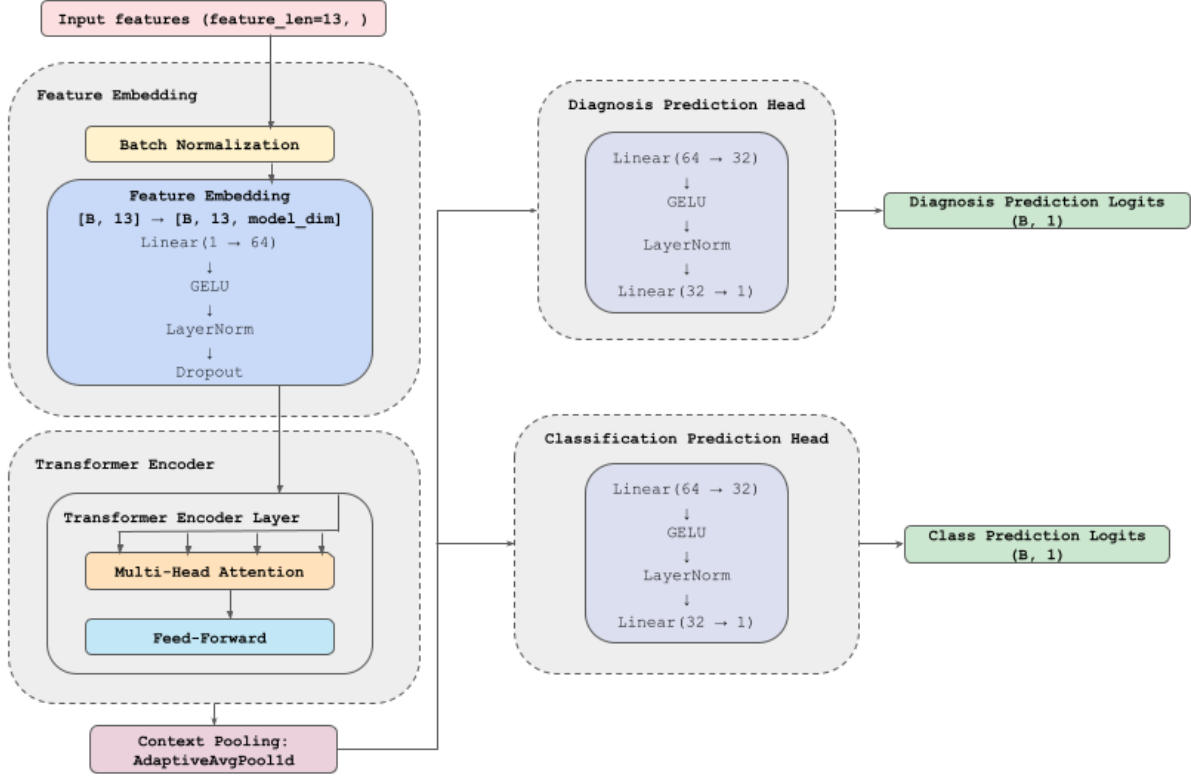 Input features (feature_len=13, )
Feature Embedding
Batch Normalization
Feature Embedding
[B, 13] → [B, 13, model_dim]
Linear(1 → 64)
↓
GELU
↓
LayerNorm
↓
Dropout
Transformer Encoder
Transformer Encoder Layer
Multi-Head Attention
Feed-Forward
Context Pooling:
AdaptiveAvgPool1d
Diagnosis Prediction Head
Linear(64 → 32)
↓
GELU
↓
LayerNorm
↓
Linear(32 → 1)
Diagnosis Prediction Logits
(B, 1)
Classification Prediction Head
Linear(64 → 32)
↓
GELU
↓
LayerNorm
↓
Linear(32 → 1)
Class Prediction Logits
(B, 1)